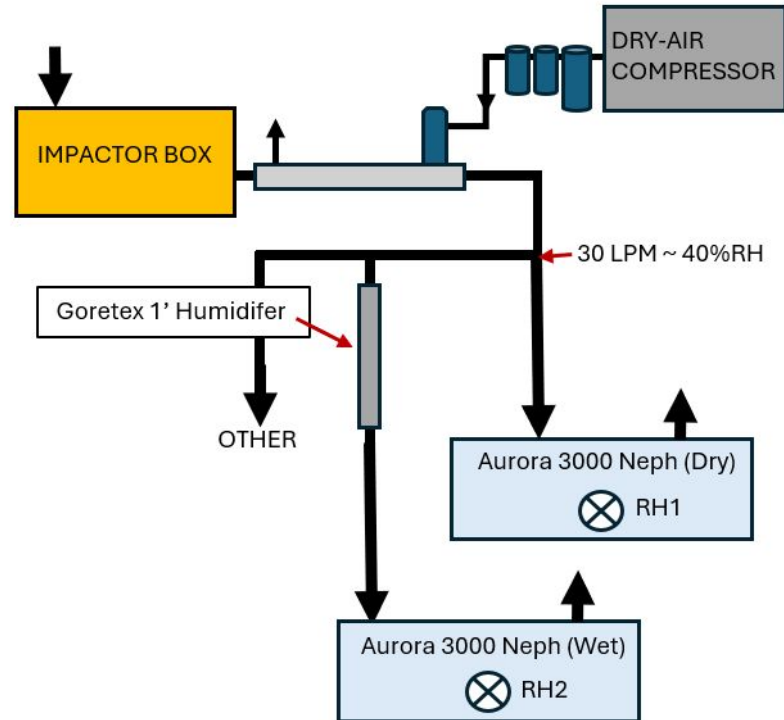 DRY-AIR
COMPRESSOR
IMPACTOR BOX
30 LPM ~ 40%RH
Goretex 1’ Humidifer
OTHER
Aurora 3000 Neph (Dry)
RH1
Aurora 3000 Neph (Wet)
RH2